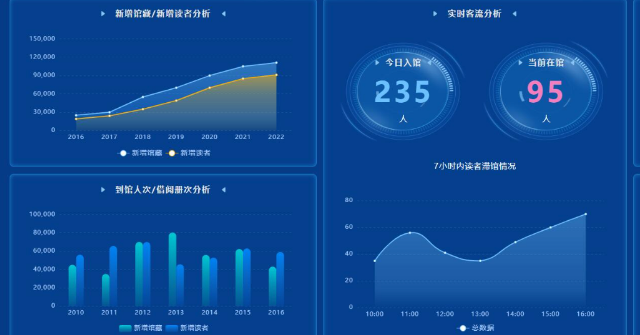 新增馆藏/新增读者分析
150,000
120,000
90,000
60,000
30,000
0
2016 2017 2018 2019 2020 2021 2022
新增馆藏 新增读者
到馆人次/借阅册次分析
100,000
80,000
60,000
40,000
20,000
0
2010 2011 2012 2013 2014 2015 2016
新增馆藏 新增读者
实时客流分析
今日入馆 当前在馆
235 95
人 人
7小时内读者滞馆情况
80
60
40
20
0
10:00 11:00 12:00 13:00 14:00 15:00 16:00
总数据